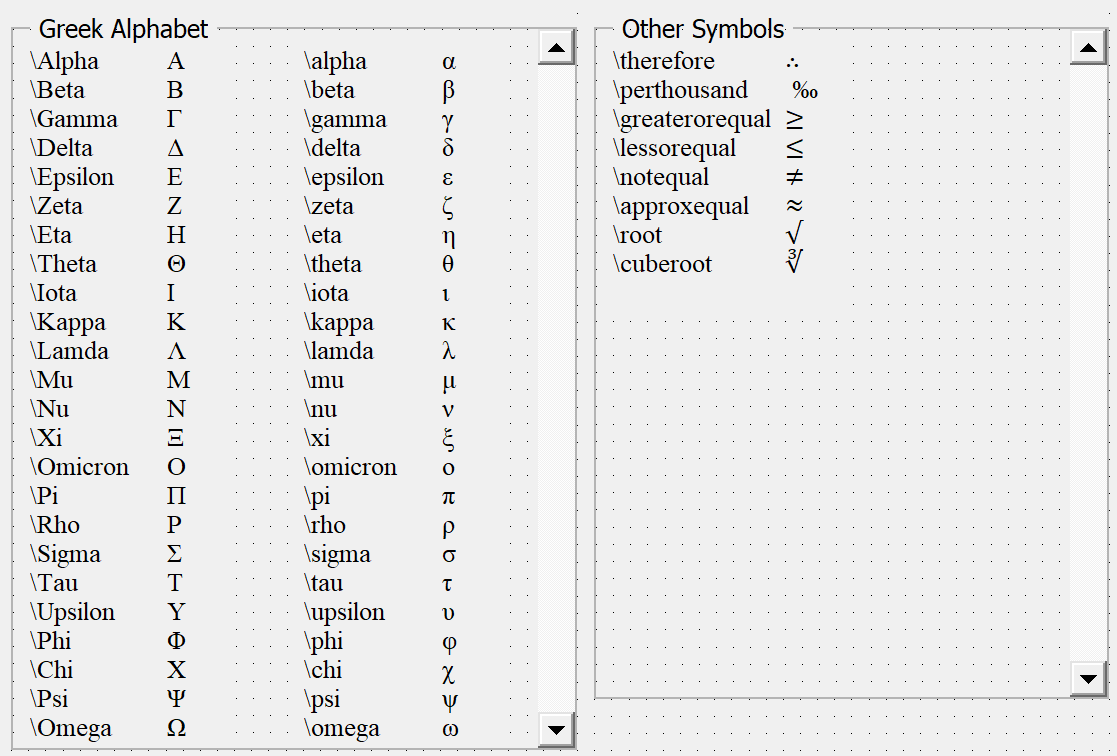 Greek Alphabet
\Alpha Α \alpha α
\Beta Β \beta β
\Gamma Γ \gamma γ
\Delta Δ \delta δ
\Epsilon Ε \epsilon ε
\Zeta Ζ \zeta ζ
\Eta Η \eta η
\Theta Θ \theta θ
\Iota Ι \iota ι
\Kappa Κ \kappa κ
\Lamda Λ \lamda λ
\Mu Μ \mu μ
\Nu Ν \nu ν
\Xi Ξ \xi ξ
\Omicron Ο \omicron ο
\Pi Π \pi π
\Rho Ρ \rho ρ
\Sigma Σ \sigma σ
\Tau Τ \tau τ
\Upsilon Υ \upsilon υ
\Phi Φ \phi φ
\Chi Χ \chi χ
\Psi Ψ \psi ψ
\Omega Ω \omega ω
Other Symbols
\therefore ∴
\perthousand ‰
\greaterorequal ≥
\lessorequal ≤
\notequal ≠
\approxequal ≈
\root √
\cuberoot ∛